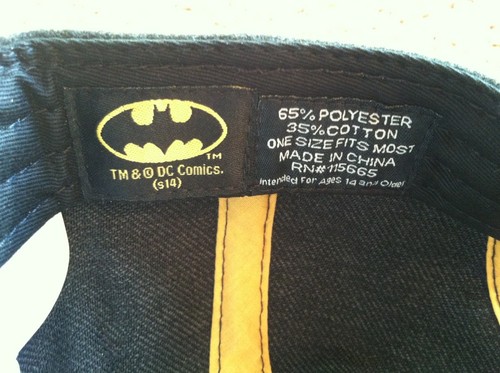 TM
TM & © DC Comics.
(s14)
65% POLYESTER
35% COTTON
ONE SIZE FITS MOST
MADE IN CHINA
RN# 115665
Intended For Ages 14 and Older